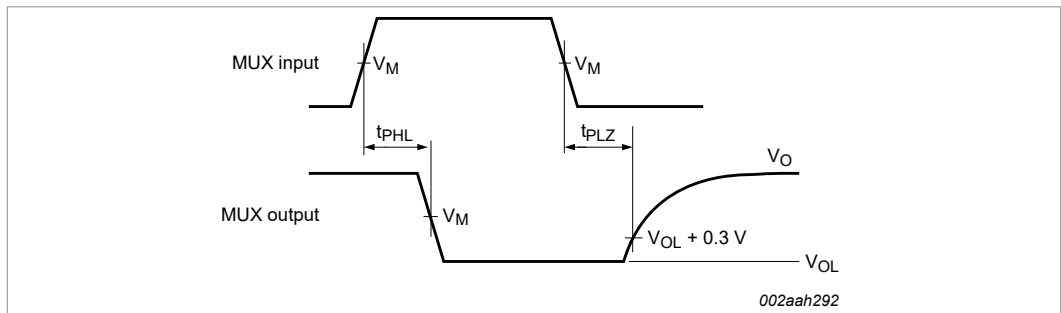 MUX input
VM
VM
tPHL
tPLZ
VO
MUX output
VM
VOL + 0.3 V
VOL
002aah292